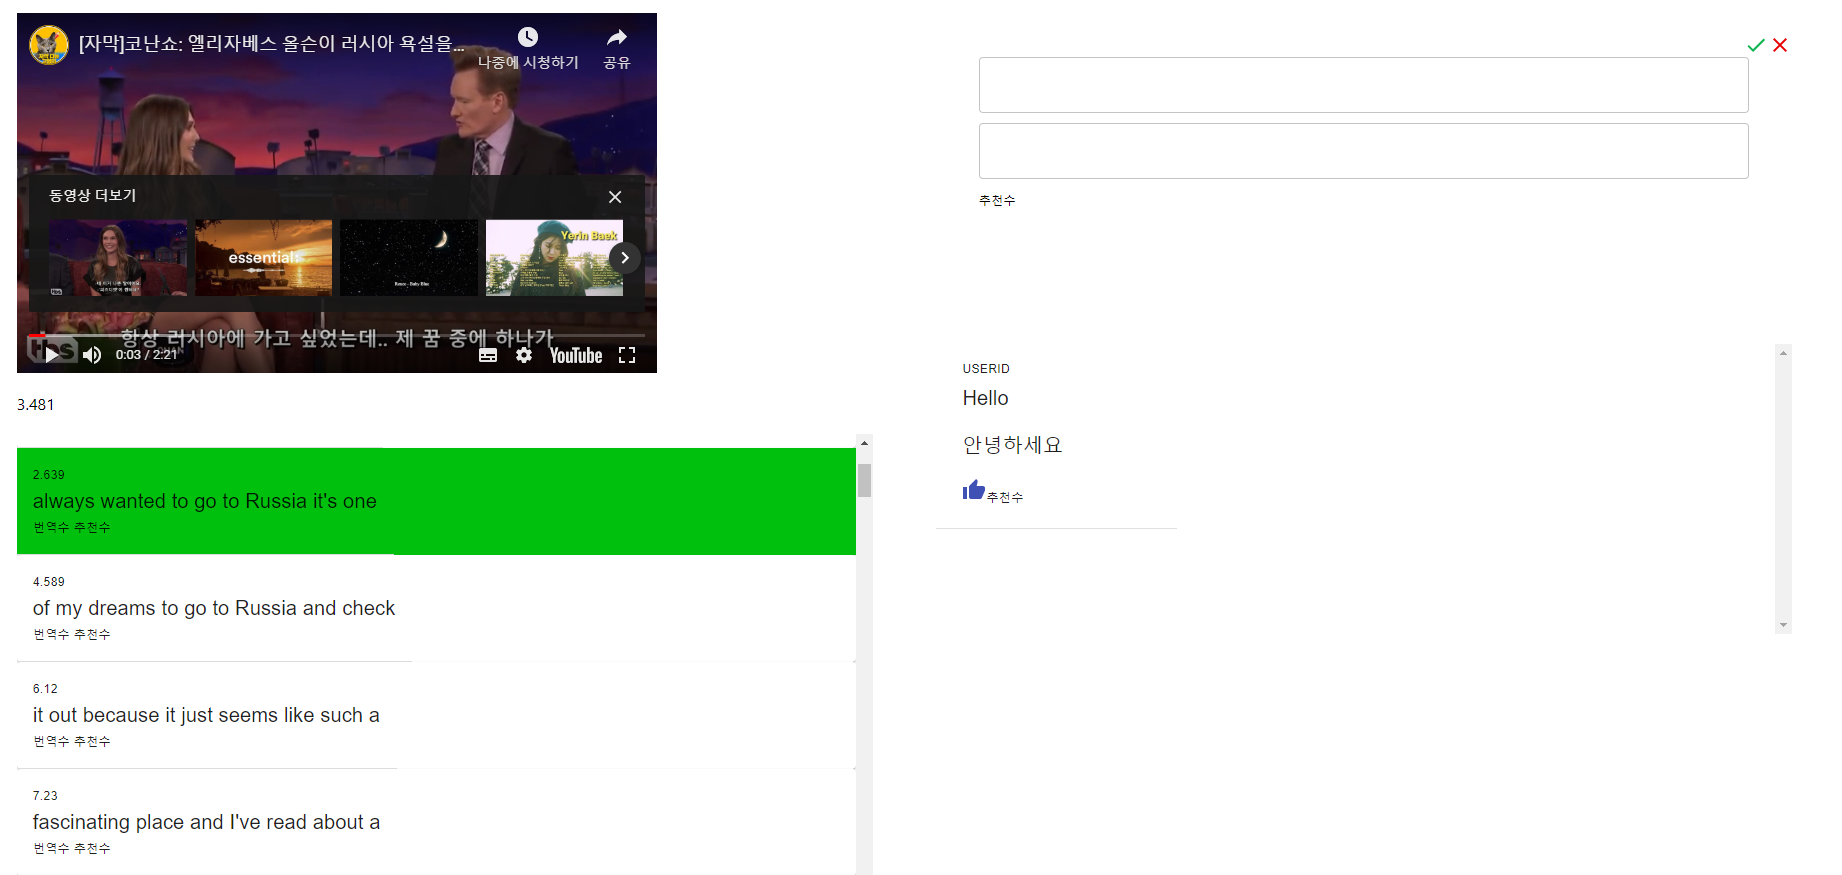 [자막]코난쇼: 엘리자베스 올슨이 러시아 욕설을...
나중에 시청하기
공유
동영상 더보기
essential;
Yerin Baek
항상 러시아에 가고 싶었는데.. 제 꿈 중에 하나가
tbs
0:03 / 2:21
YouTube
3.481
2.639
always wanted to go to Russia it's one
번역수 추천수
4.589
of my dreams to go to Russia and check
번역수 추천수
6.12
it out because it just seems like such a
번역수 추천수
7.23
fascinating place and I've read about a
번역수 추천수
추천수
USERID
Hello
안녕하세요
추천수